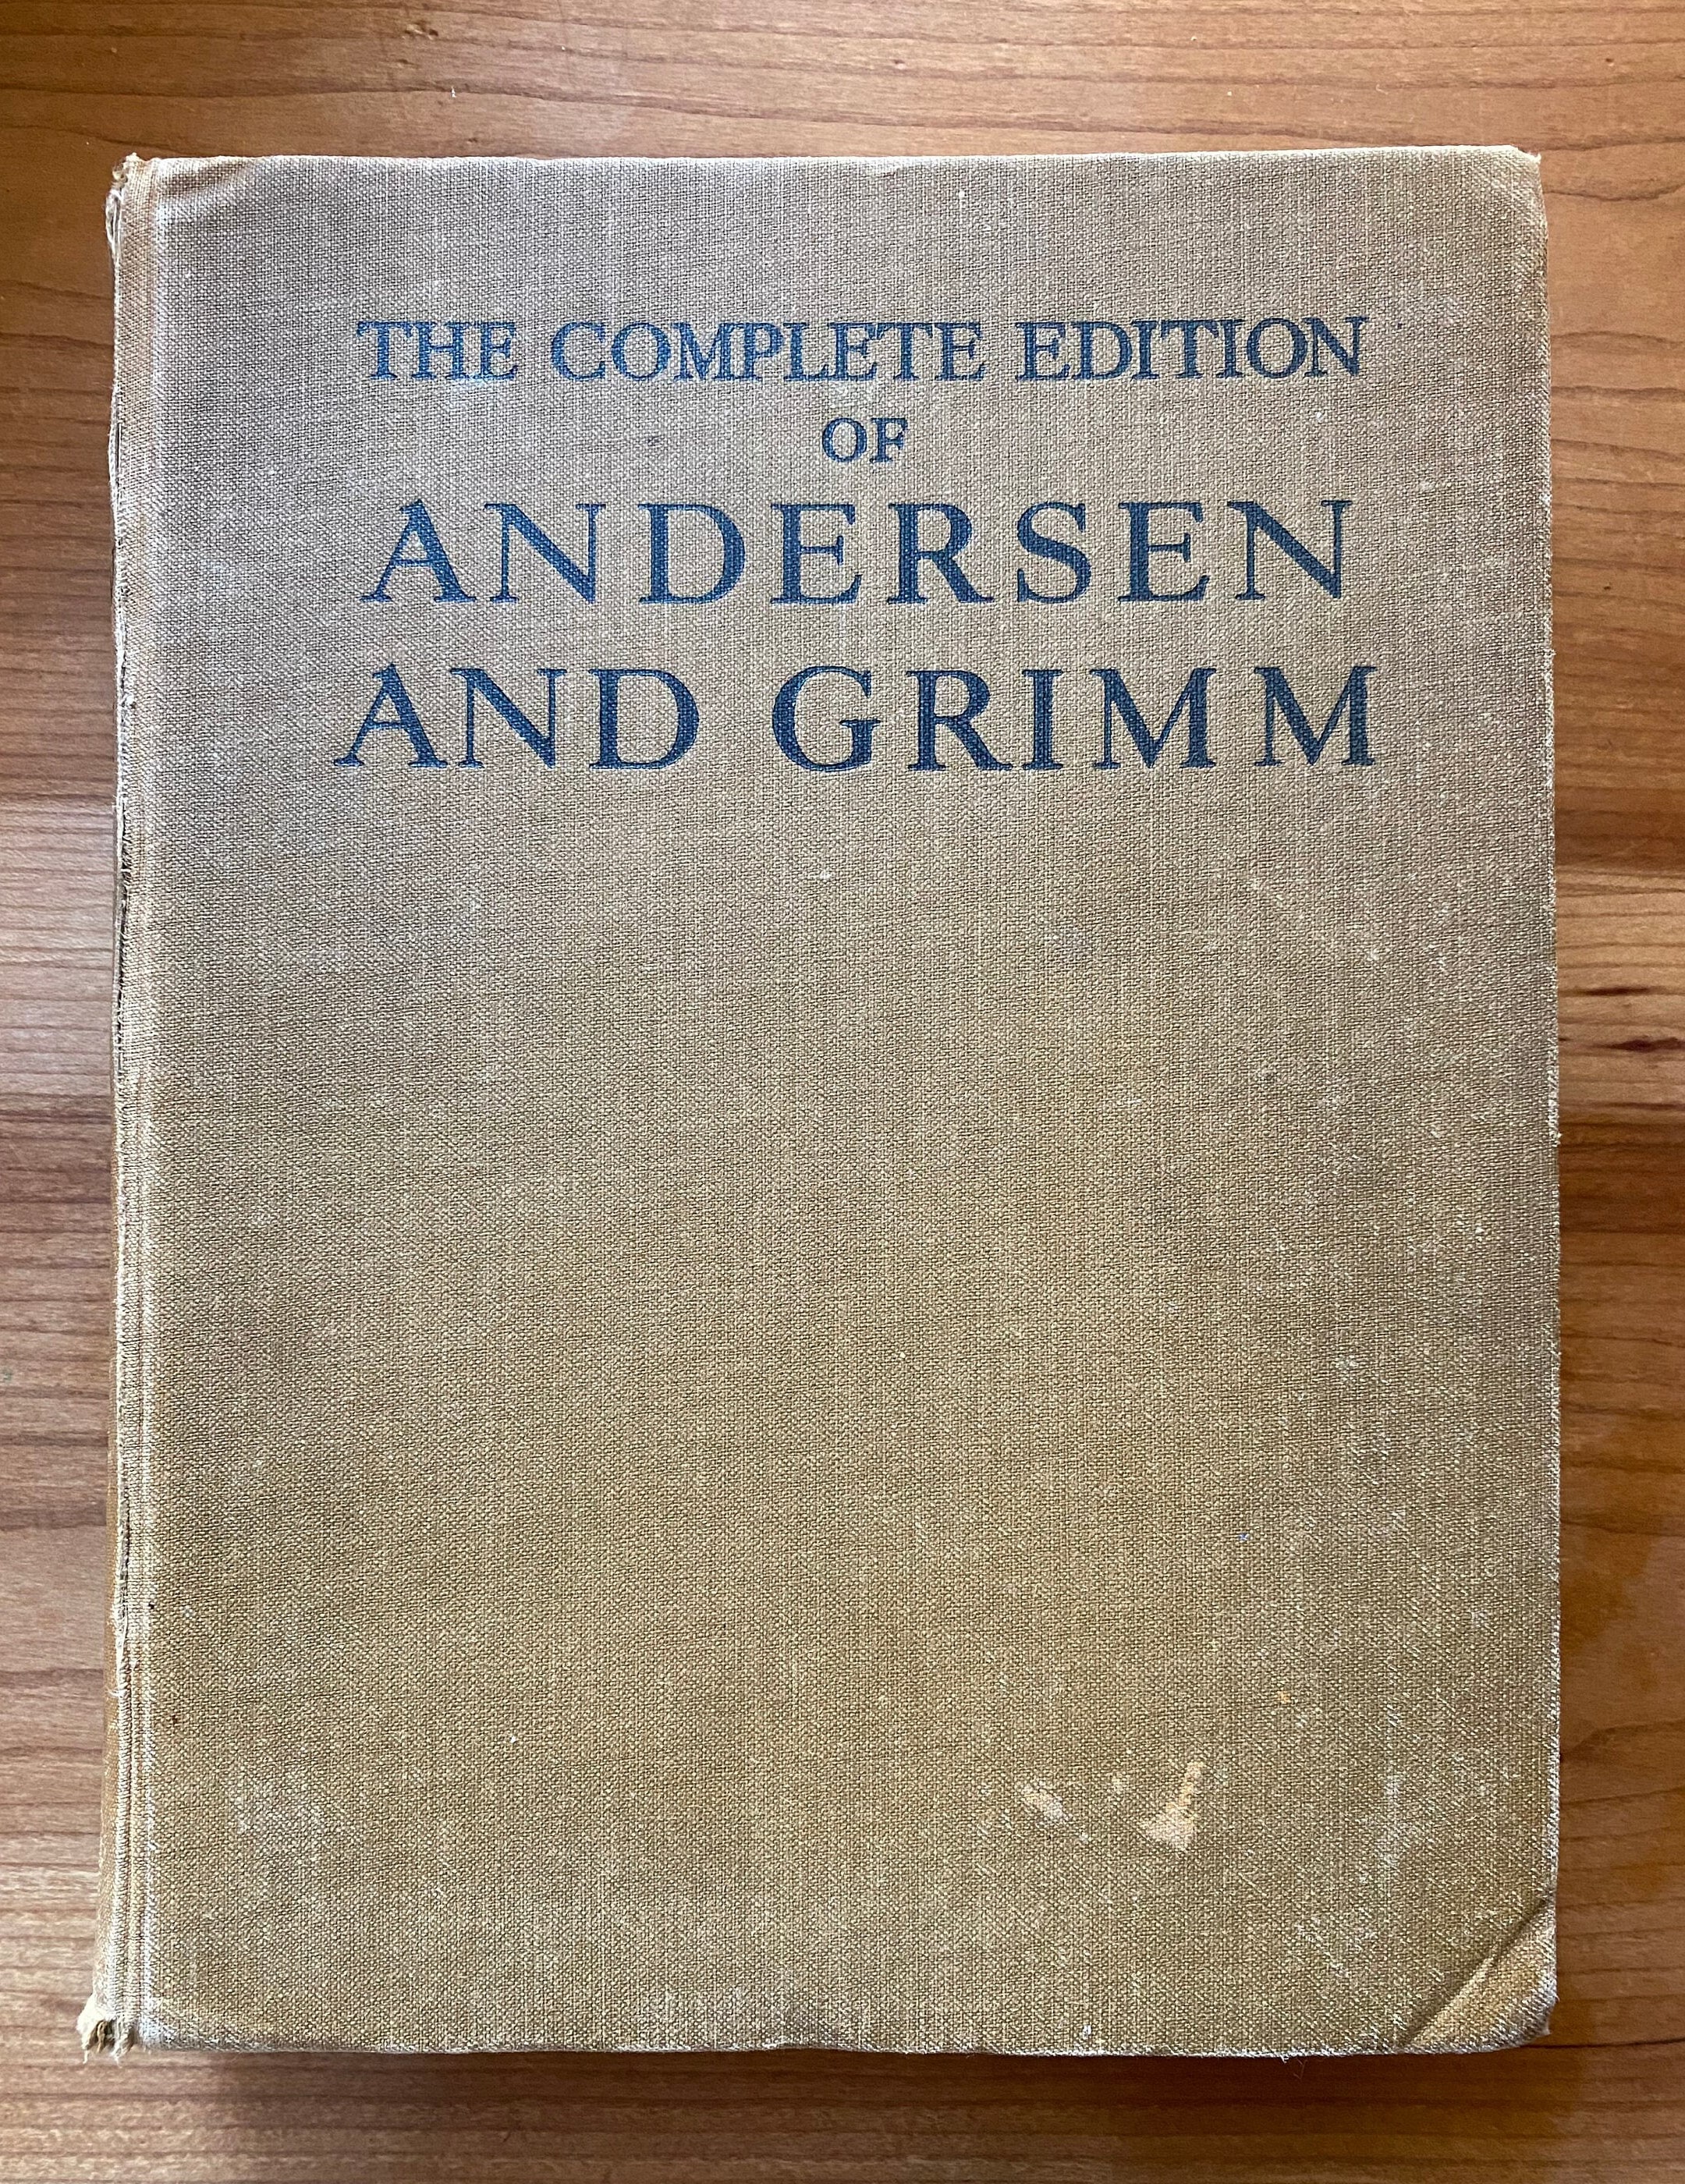 THE COMPLETE EDITION
OF
ANDERSEN
AND GRIMM